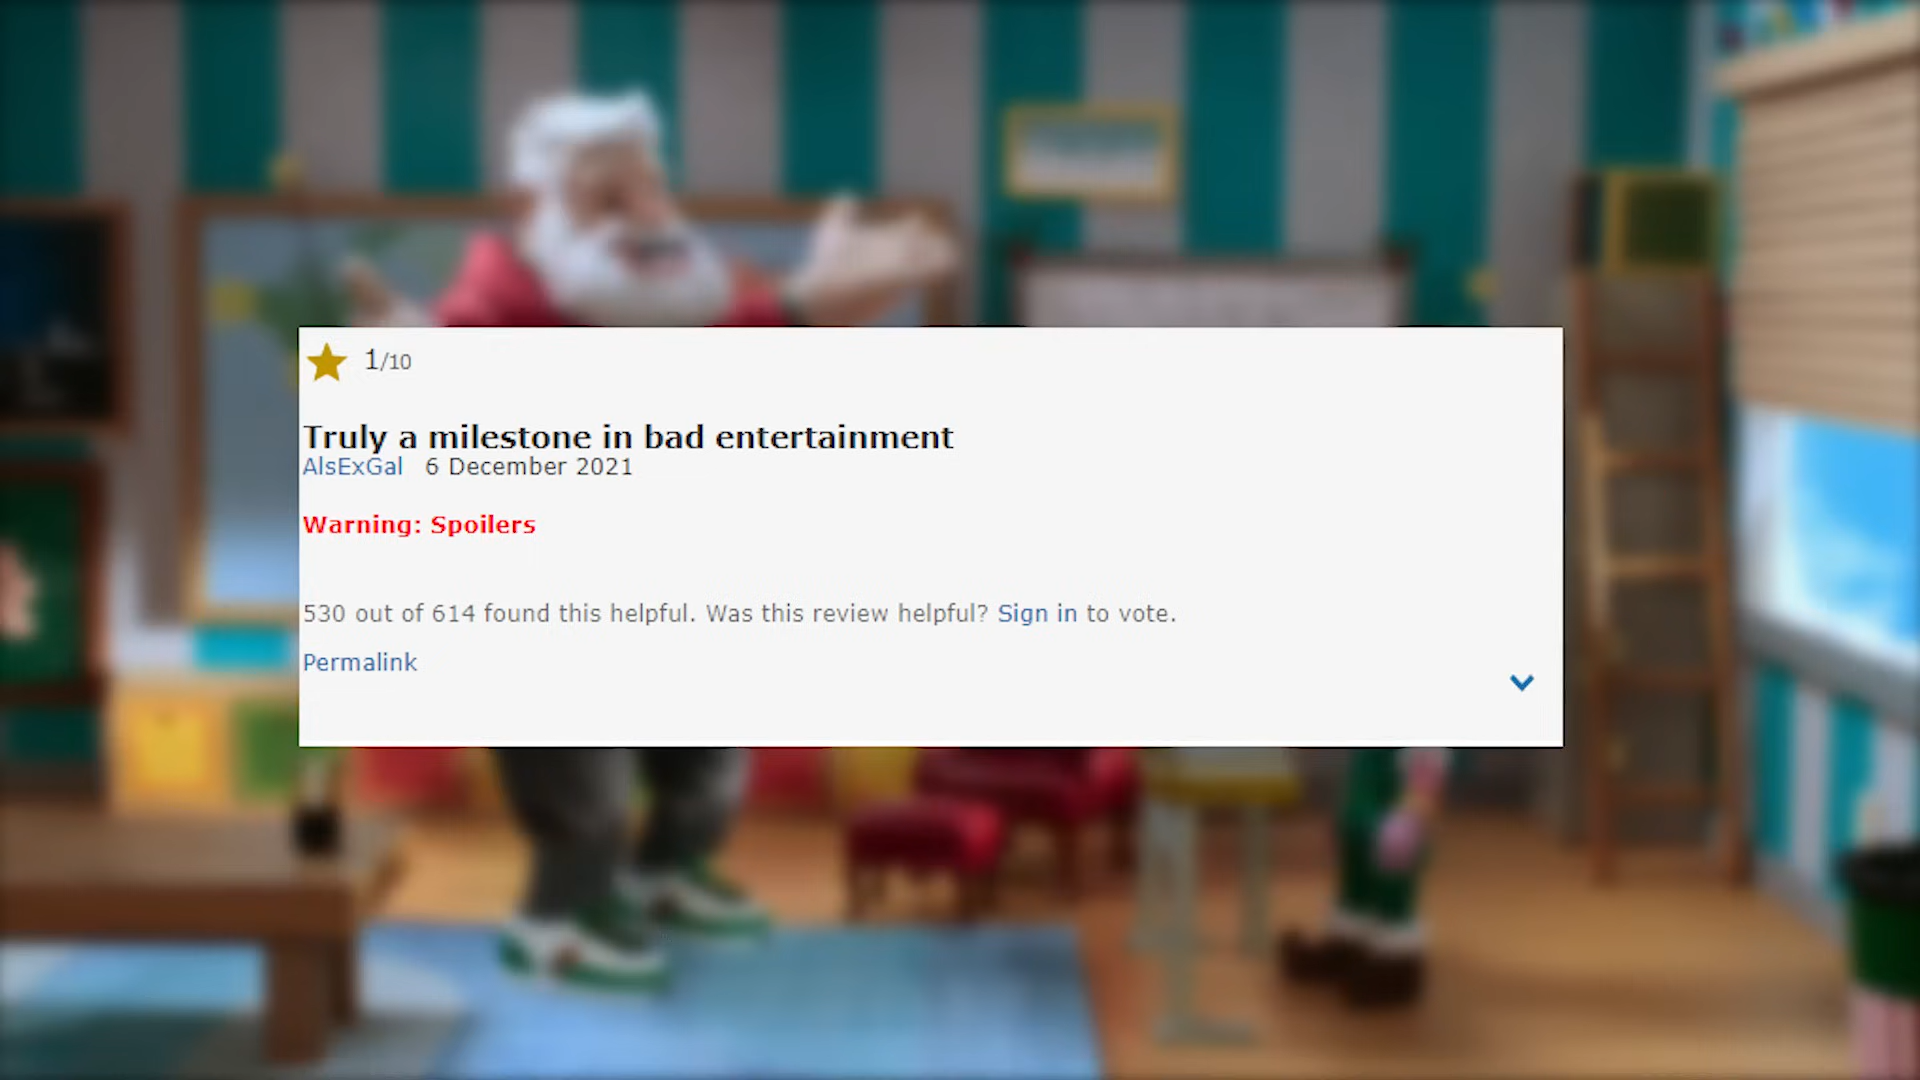 1/10
Truly a milestone in bad entertainment
AlsExGal 6 December 2021
Warning: Spoilers
530 out of 614 found this helpful. Was this review helpful? Sign in to vote.
Permalink